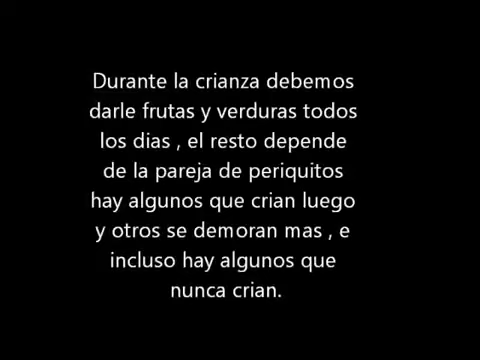 Durante la crianza debemos
darle frutas y verduras todos
los dias , el resto depende
de la pareja de periquitos
hay algunos que crian luego
y otros se demoran mas , e
incluso hay algunos que
nunca crian.